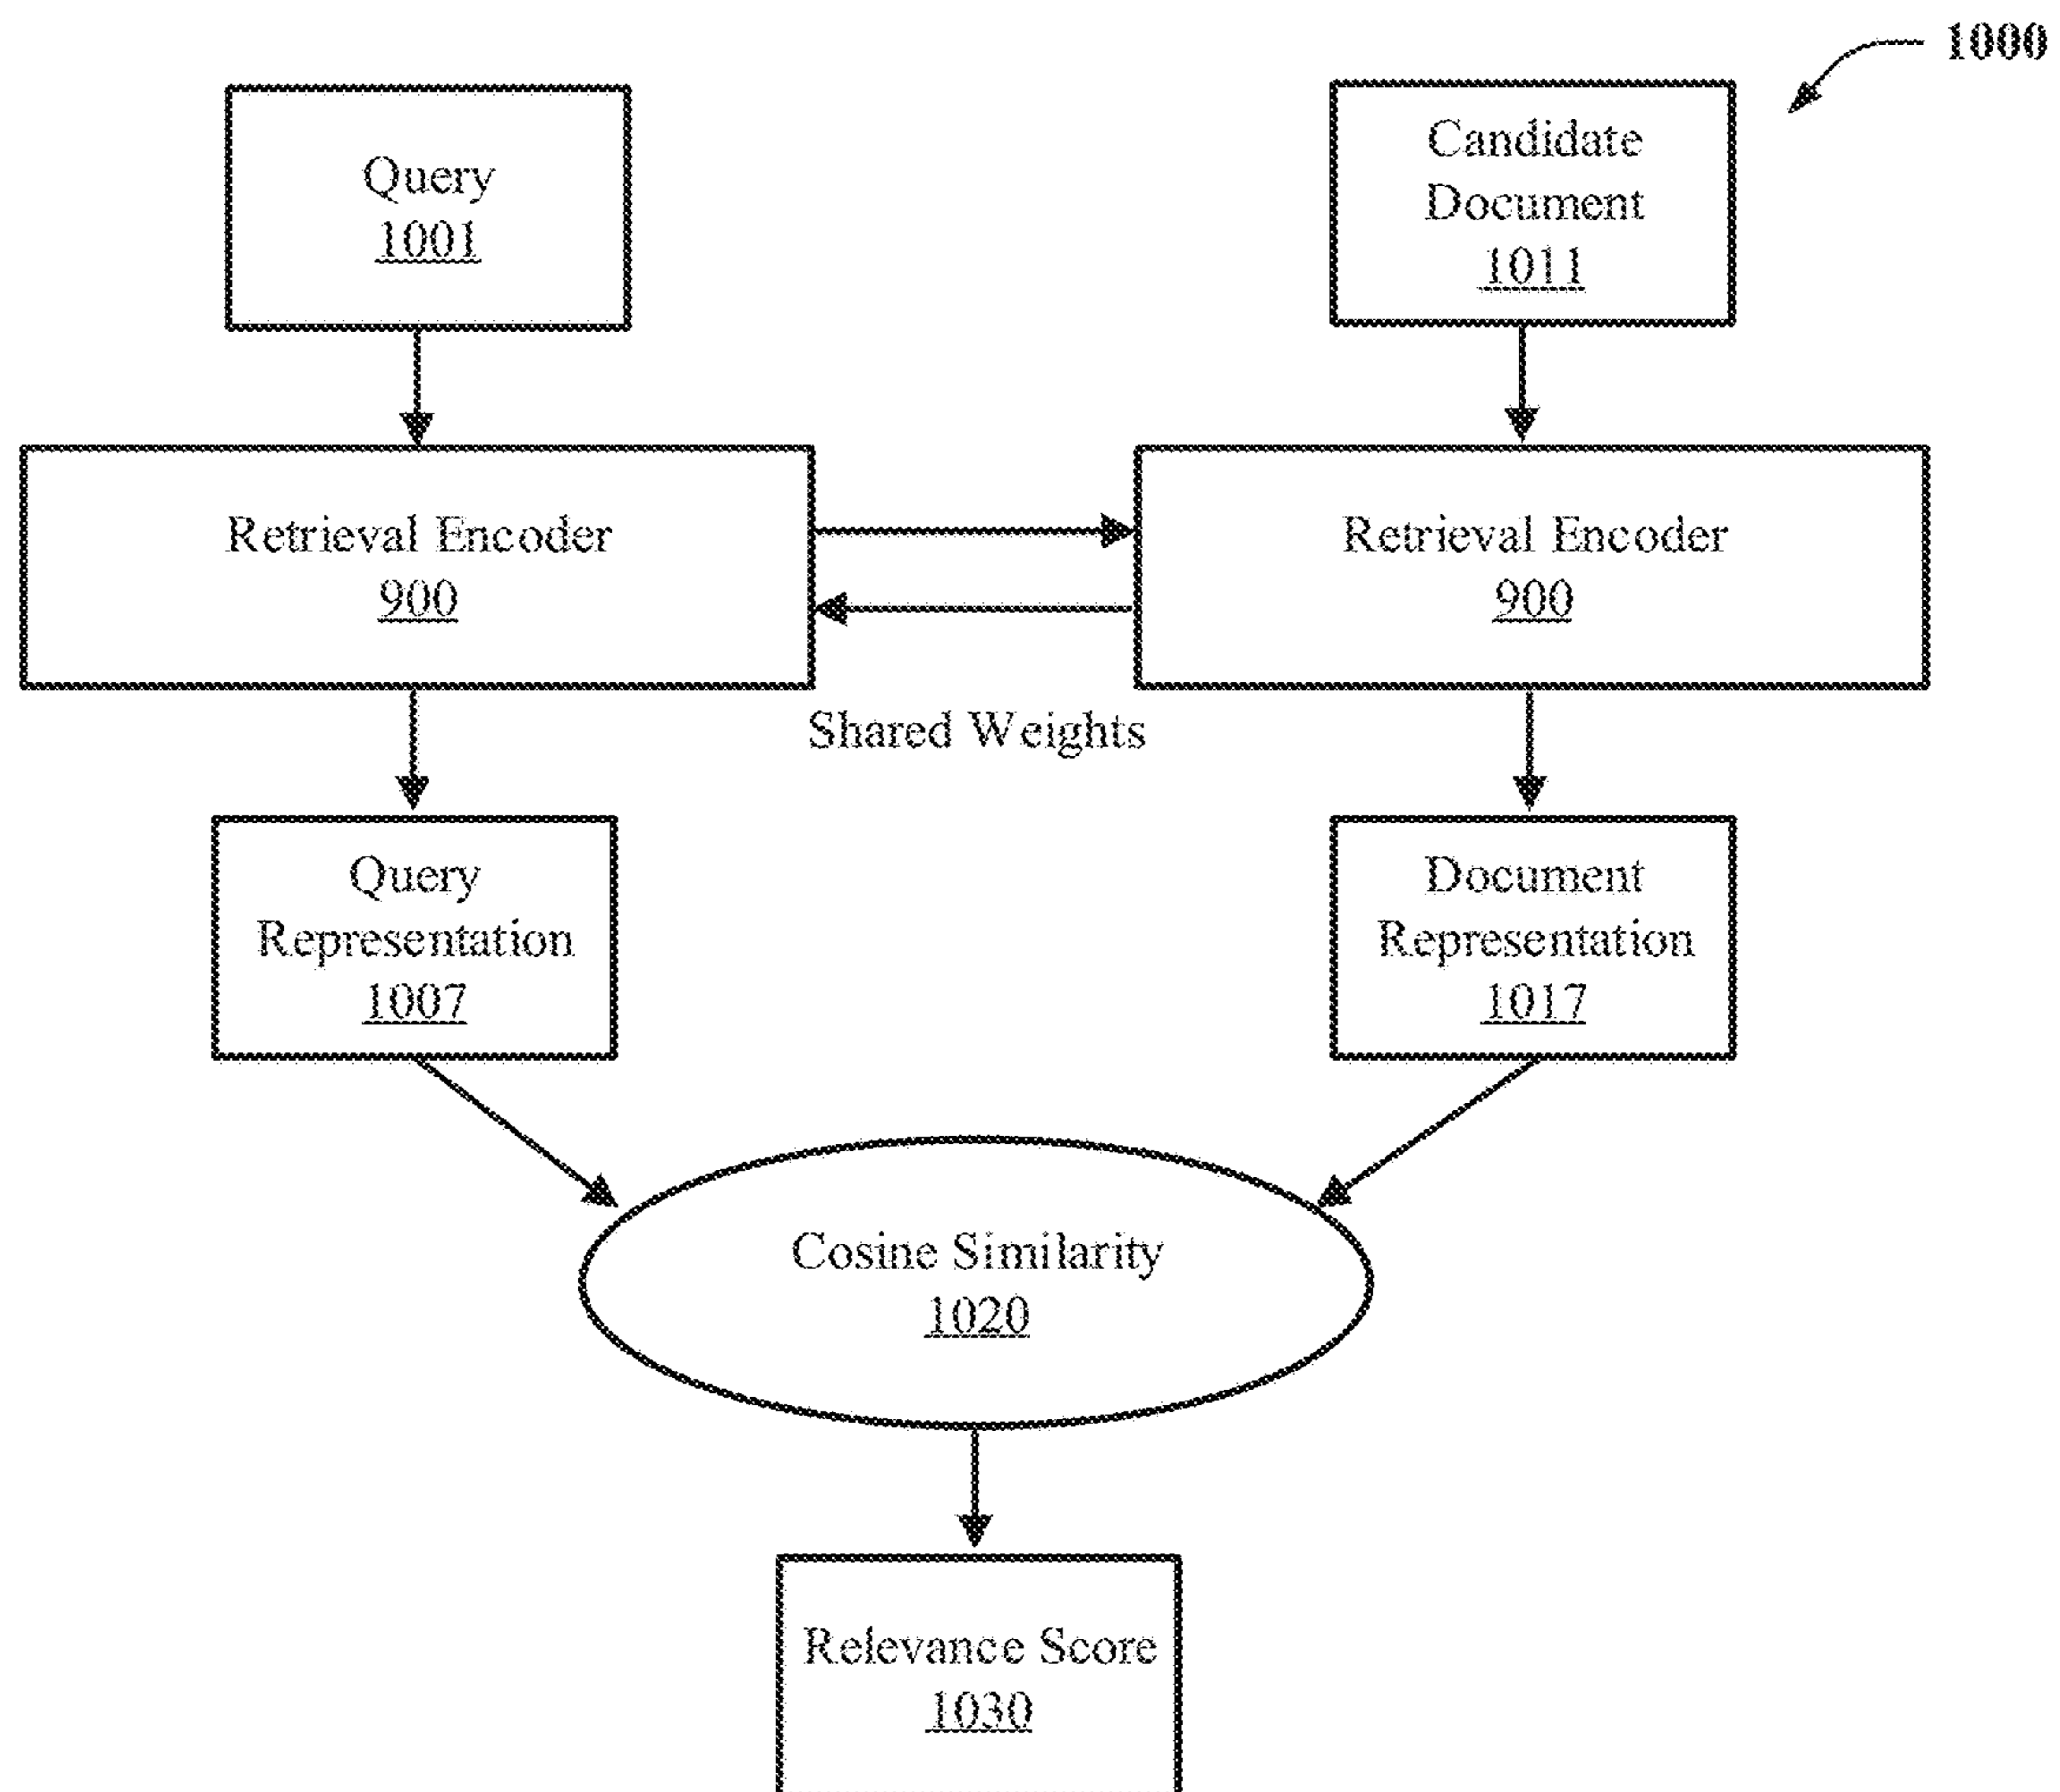 1000
Query
1001
Candidate
Document
1011
Retrieval Encoder
900
Retrieval Encoder
900
Shared Weights
Query
Representation
1007
Document
Representation
1017
Cosine Similarity
1020
Relevance Score
1030